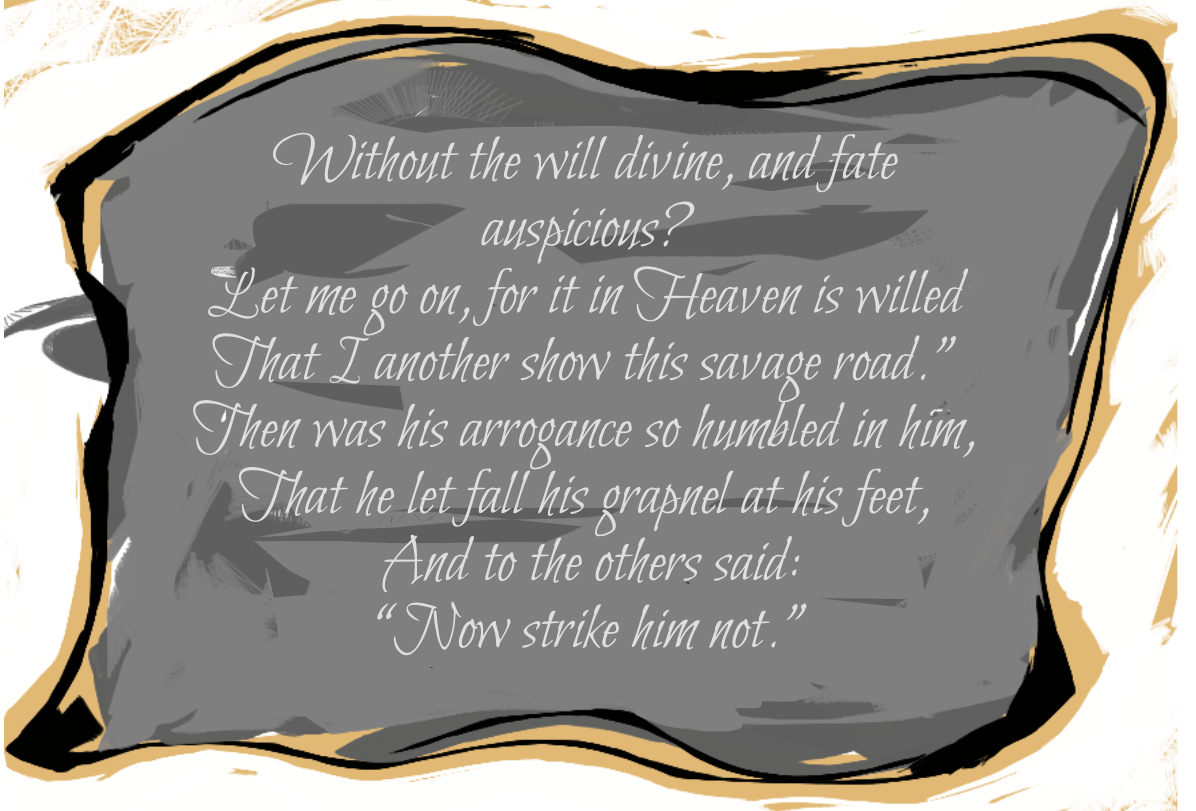 Without the will divine, and fate
auspicious?
Let me go on, for it in Heaven is willed
That I another show this savage road.”
Then was his arrogance so humbled in him,
That he let fall his grapnel at his feet,
And to the others said:
“Now strike him not.”